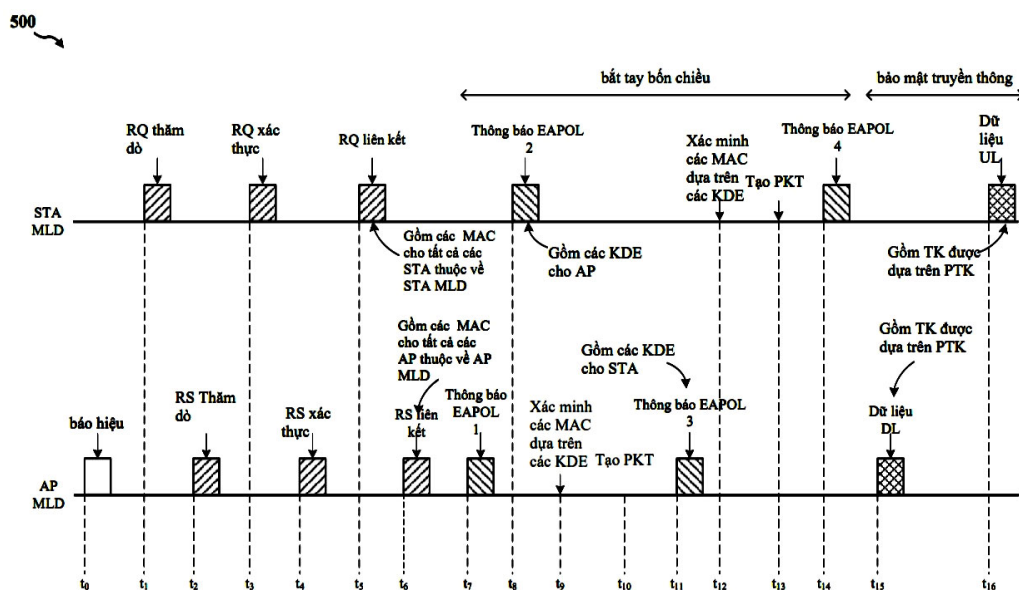 500
bắt tay bốn chiều
bảo mật truyền thông
RQ thăm
dò
RQ xác
thực
RQ liên kết
Thông báo EAPOL
2
Xác minh
các MAC
dựa trên
các KDE
Tạo PKT
Thông báo EAPOL
4
Dữ
liệu
UL
STA
MLD
Gồm các MAC
cho tất cả các
STA thuộc về
STA MLD
Gồm các KDE
cho AP
Gồm TK được
dựa trên PTK
Gồm các MAC
cho tất cả các
AP thuộc về AP
MLD
Gồm các KDE
cho STA
Gồm TK được
dựa trên PTK
báo hiệu
RS Thăm
dò
RS xác
thực
RS liên
kết
Thông báo
EAPOL
1
Xác minh
các MAC
dựa trên
các KDE
Tạo PKT
Thông báo EAPOL
3
Dữ liệu
DL
AP
MLD
t0 t1 t2 t3 t4 t5 t6 t7 t8 t9 t10 t11 t12 t13 t14 t15 t16